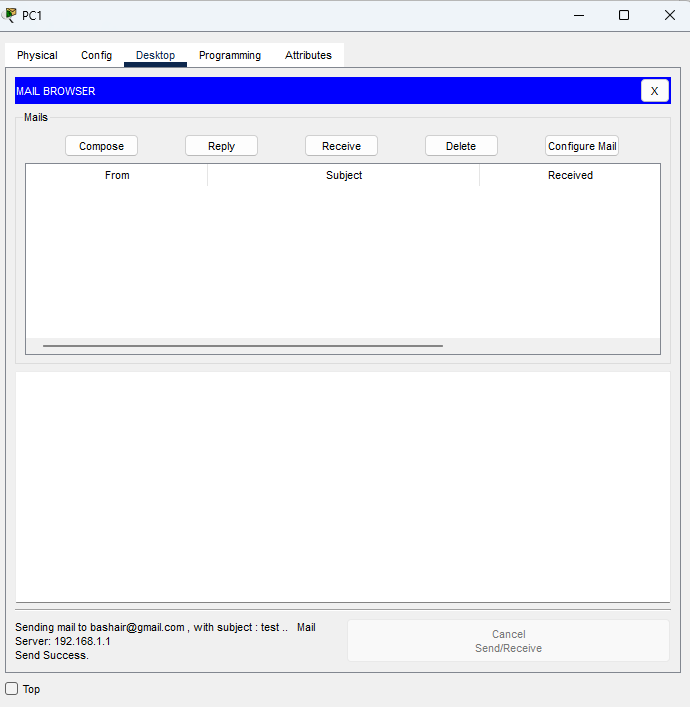 PC1
Physical Config Desktop Programming Attributes
MAIL BROWSER X
Mails
Compose Reply Receive Delete Configure Mail
From Subject Received
Sending mail to bashair@gmail.com , with subject : test .. Mail
Server: 192.168.1.1
Send Success.
Cancel
Send/Receive
Top